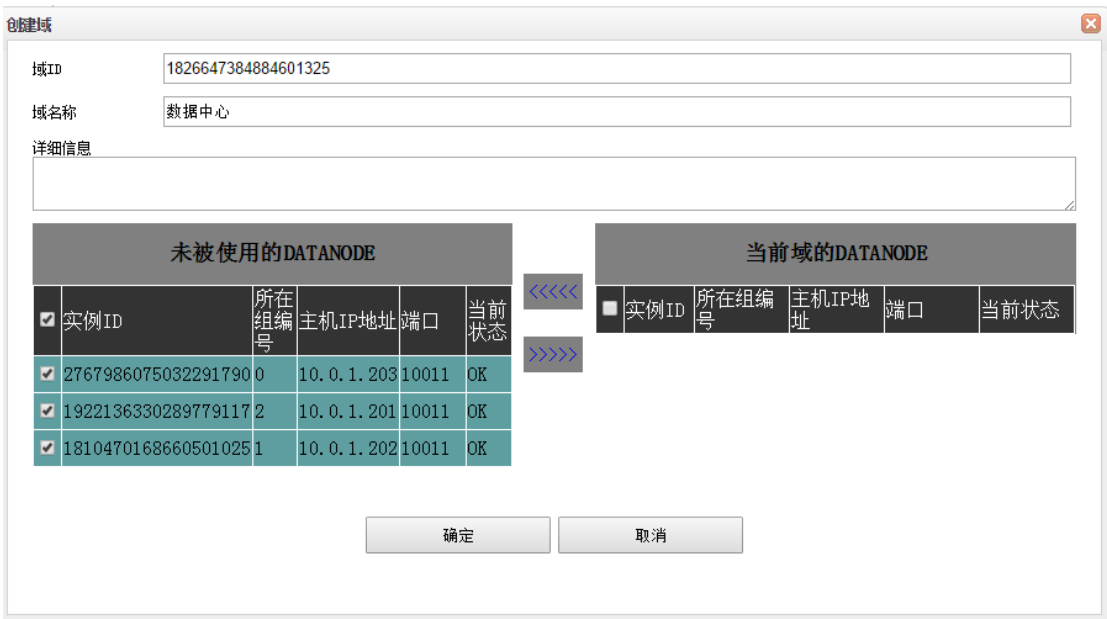 创建域
域ID 1826647384884601325
域名称 数据中心
详细信息
未被使用的DATANODE
实例ID 所在组编号 主机IP地址 端口 当前状态
2767986075032291790 0 10.0.1.203 10011 OK
1922136330289779117 2 10.0.1.201 10011 OK
1810470168660501025 1 10.0.1.202 10011 OK
<<<<<
>>>>>
当前域的DATANODE
实例ID 所在组编号 主机IP地址 端口 当前状态
确定 取消